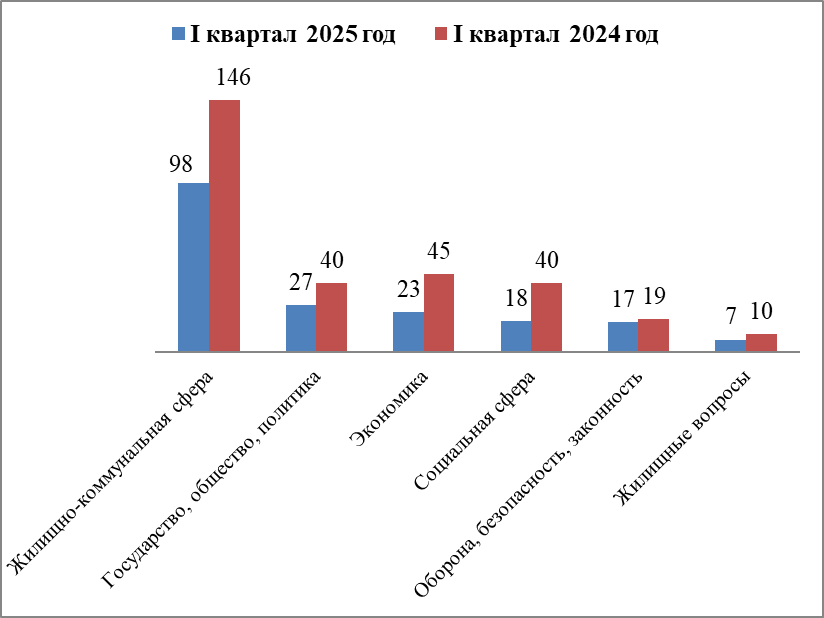 I квартал 2025 год
I квартал 2024 год
146
98
40
27
45
23
40
18
17
19
7
10
Жилищно-коммунальная сфера
Государство, общество, политика
Экономика
Социальная сфера
Оборона, безопасность, законность
Жилищные вопросы